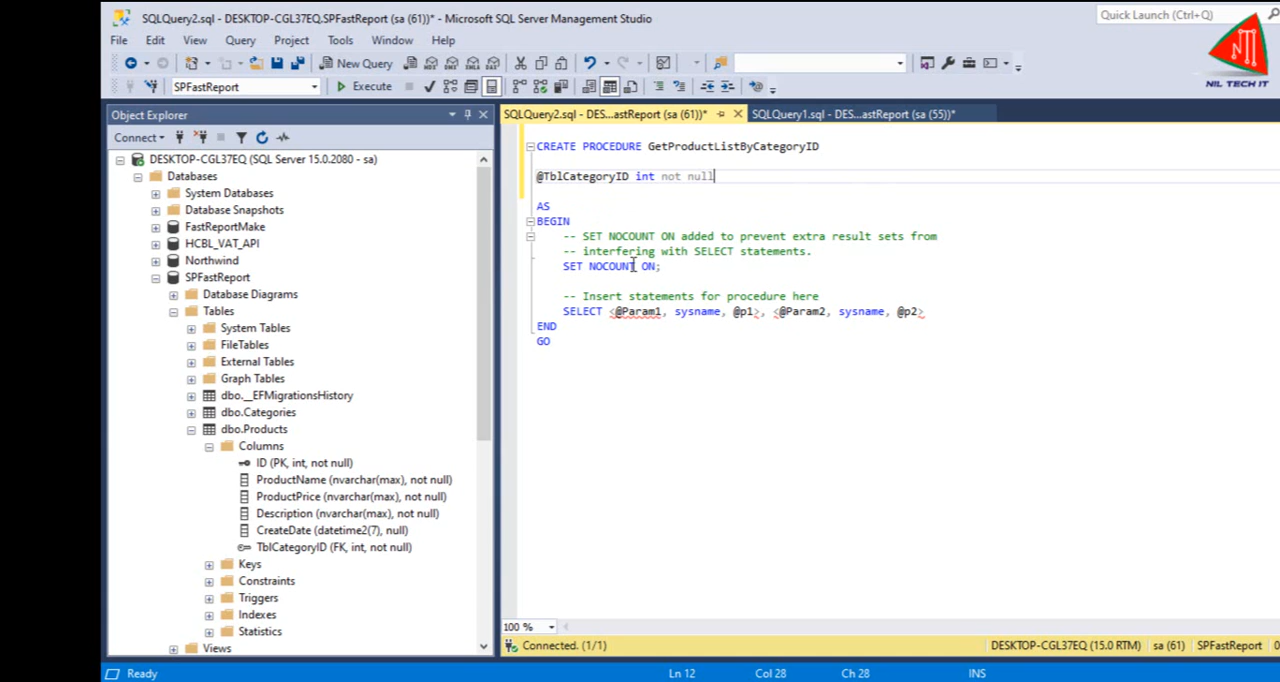 SQLQuery2.sql - DESKTOP-CGL37EQ.SPFastReport (sa (61))* - Microsoft SQL Server Management Studio
Quick Launch (Ctrl+Q)
File Edit View Query Project Tools Window Help
NIL TECH IT
New Query
SPFastReport
Execute
Object Explorer
SQLQuery2.sql - DES...astReport (sa (61))*
SQLQuery1.sql - DES...astReport (sa (55))*
Connect
DESKTOP-CGL37EQ (SQL Server 15.0.2080 - sa)
Databases
System Databases
Database Snapshots
FastReportMake
HCBL_VAT_API
Northwind
SPFastReport
Database Diagrams
Tables
System Tables
FileTables
External Tables
Graph Tables
dbo.__EFMigrationsHistory
dbo.Categories
dbo.Products
Columns
ID (PK, int, not null)
ProductName (nvarchar(max), not null)
ProductPrice (nvarchar(max), not null)
Description (nvarchar(max), not null)
CreateDate (datetime2(7), null)
TblCategoryID (FK, int, not null)
Keys
Constraints
Triggers
Indexes
Statistics
Views
CREATE PROCEDURE GetProductListByCategoryID
@TblCategoryID int not null
AS
BEGIN
-- SET NOCOUNT ON added to prevent extra result sets from
-- interfering with SELECT statements.
SET NOCOUNT ON;
-- Insert statements for procedure here
SELECT <@Param1, sysname, @p1>, <@Param2, sysname, @p2>
END
GO
100 %
Connected. (1/1)
DESKTOP-CGL37EQ (15.0 RTM)
sa (61)
SPFastReport
0
Ready
Ln 12
Col 28
Ch 28
INS